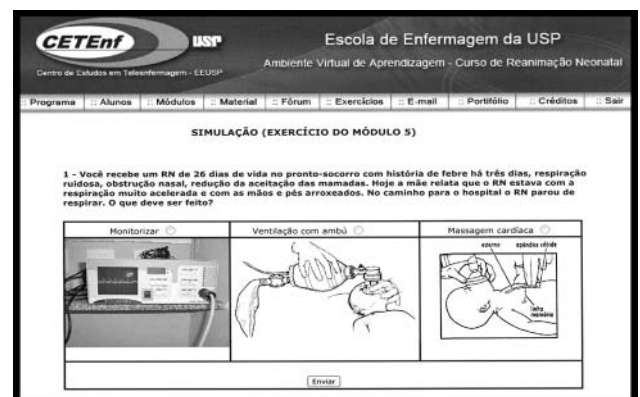 CETEnf
USP
Escola de Enfermagem da USP
Centro de Estudos em Teleenfermagem - EEUSP
Ambiente Virtual de Aprendizagem - Curso de Reanimação Neonatal
:: Programa :: Alunos :: Módulos :: Material :: Fórum :: Exercícios :: E-mail :: Portifólio :: Créditos :: Sair
SIMULAÇÃO (EXERCÍCIO DO MÓDULO 5)
1 - Você recebe um RN de 26 dias de vida no pronto-socorro com história de febre há três dias, respiração
ruidosa, obstrução nasal, redução da aceitação das mamadas. Hoje a mãe relata que o RN estava com a
respiração muito acelerada e com as mãos e pés arroxeados. No caminho para o hospital o RN parou de
respirar. O que deve ser feito?
Monitorizar
Ventilação com ambú
Massagem cardíaca
esterno
apêndice xifóide
linha
mamária
Enviar